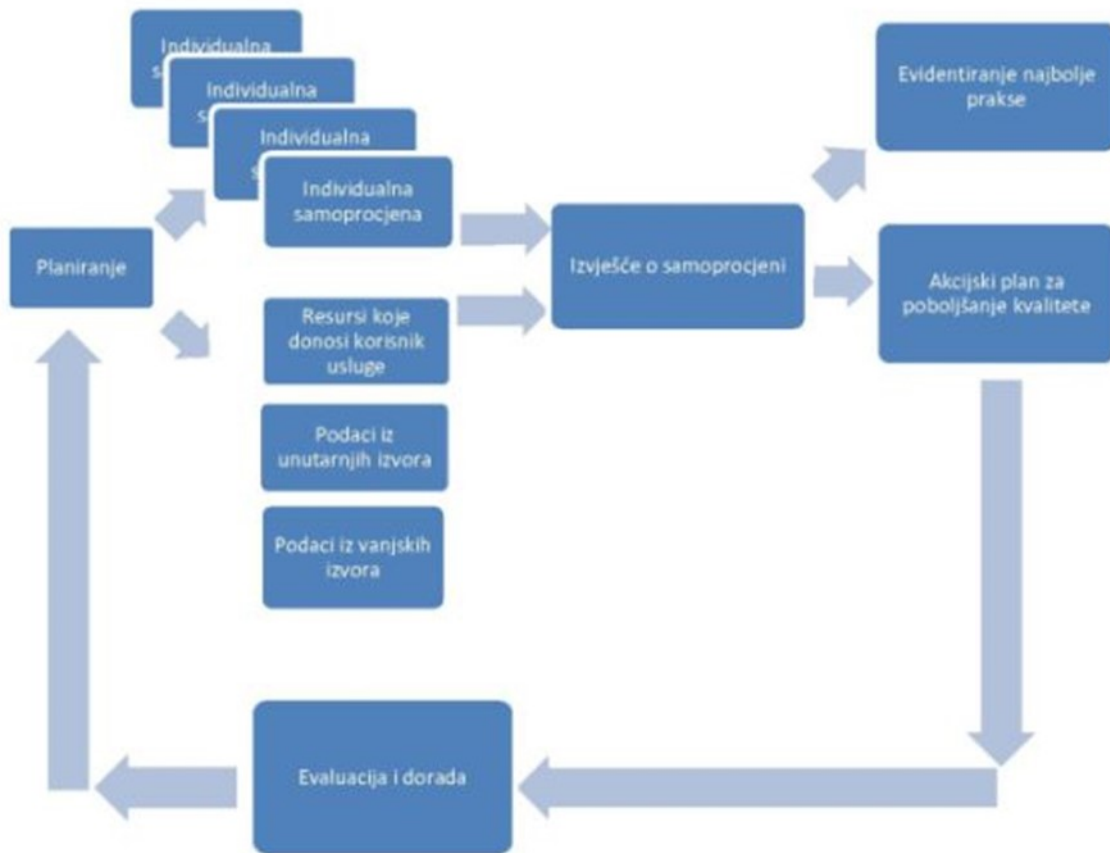 Individualna
Individualna
Individualna
Individualna
samoprocjena
Planiranje
Resursi koje
donosi korisnik
usluge
Podaci iz
unutarnjih izvora
Podaci iz vanjskih
izvora
Izvješće o samoprocjeni
Evidentiranje najbolje
prakse
Akcijski plan za
poboljšanje kvalitete
Evaluacija i dorada